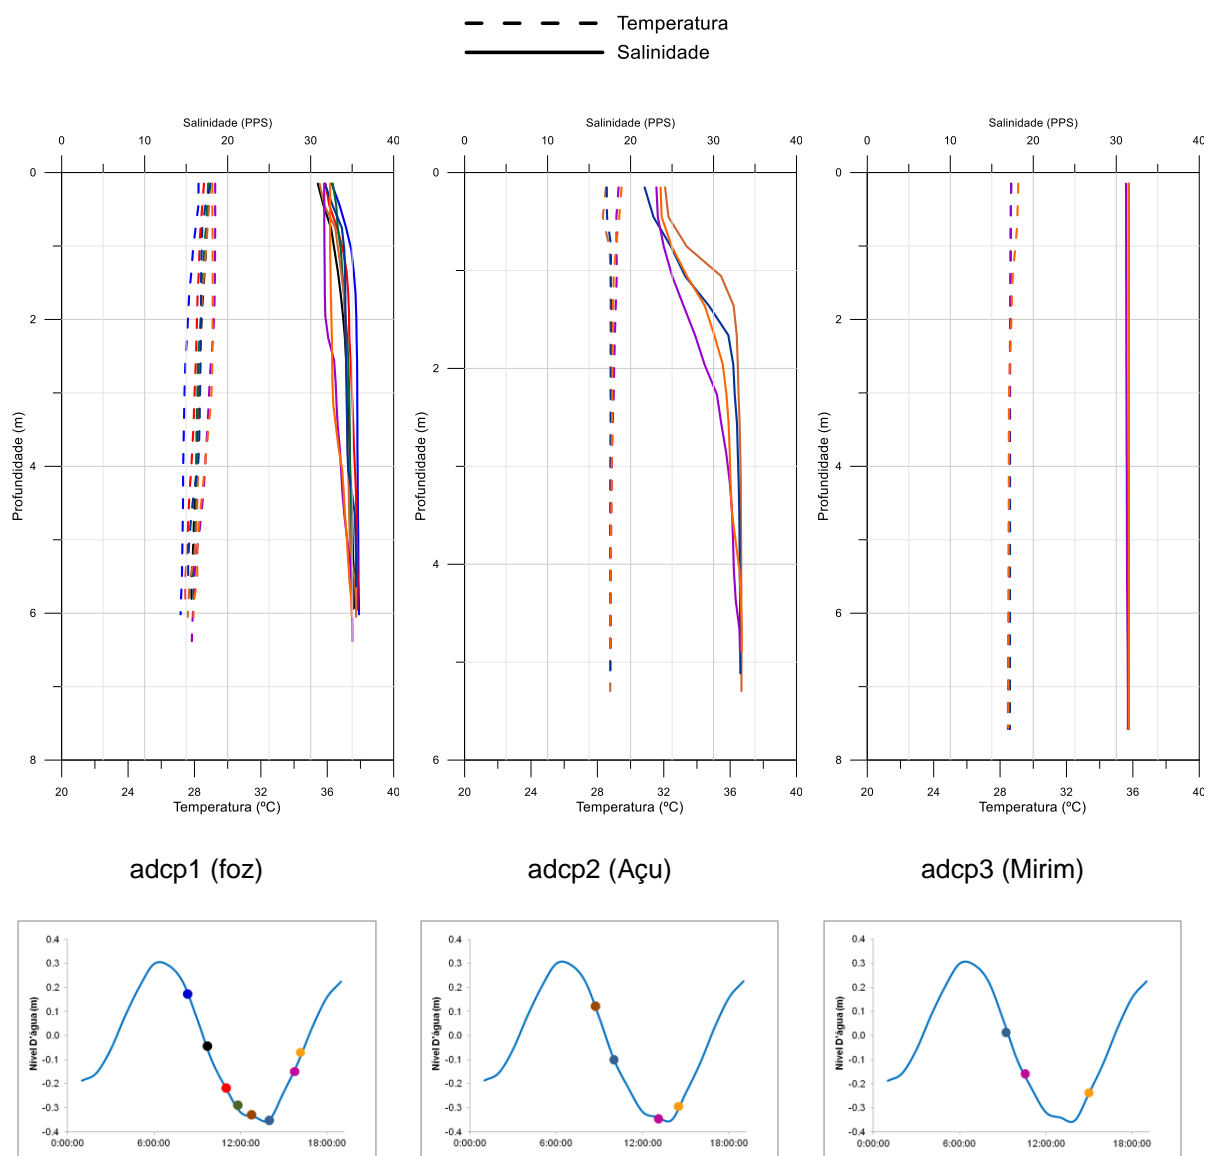 Temperatura
Salinidade
Salinidade (PPS)
0 10 20 30 40
0
2
4
6
8
Profundidade (m)
20 24 28 32 36 40
Temperatura (ºC)
Salinidade (PPS)
0 10 20 30 40
0
2
4
6
Profundidade (m)
20 24 28 32 36 40
Temperatura (ºC)
Salinidade (PPS)
0 10 20 30 40
0
2
4
6
8
Profundidade (m)
20 24 28 32 36 40
Temperatura (ºC)
adcp1 (foz)
adcp2 (Açu)
adcp3 (Mirim)
Nível D'água (m)
0.4
0.3
0.2
0.1
0.0
-0.1
-0.2
-0.3
-0.4
0:00:00 6:00:00 12:00:00 18:00:00
Nível D'água (m)
0.4
0.3
0.2
0.1
0.0
-0.1
-0.2
-0.3
-0.4
0:00:00 6:00:00 12:00:00 18:00:00
Nível D'água (m)
0.4
0.3
0.2
0.1
0.0
-0.1
-0.2
-0.3
-0.4
0:00:00 6:00:00 12:00:00 18:00:00